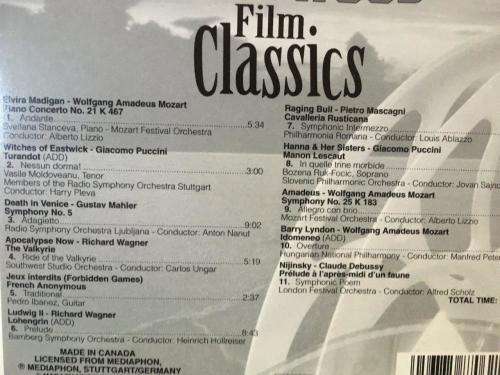 Film
Classics
Elvira Madigan - Wolfgang Amadeus Mozart
Piano Concerto No. 21 K 467
1. Andante 5:34
Svetlana Stanceva, Piano - Mozart Festival Orchestra
Conductor: Alberto Lizzio
Witches of Eastwick - Giacomo Puccini
Turandot (ADD)
2. Nessun dorma! 3:00
Vasile Moldoveanu, Tenor
Members of the Radio Symphony Orchestra Stuttgart
Conductor: Harry Pleva
Death in Venice - Gustav Mahler
Symphony No. 5
3. Adagietto 9:02
Radio Symphony Orchestra Ljubljana - Conductor: Anton Nanut
Apocalypse Now - Richard Wagner
The Valkyrie
4. Ride of the Valkyrie 5:19
Southwest Studio Orchestra - Conductor: Carlos Ungar
Jeux interdits (Forbidden Games)
French Anonymous
5. Traditional 2:37
Pedro Ibanez, Guitar
Ludwig II - Richard Wagner
Lohengrin (ADD)
6. Prelude 8:43
Bamberg Symphony Orchestra - Conductor: Heinrich Hollreiser
MADE IN CANADA
LICENSED FROM MEDIAPHON,
℗ MEDIAPHON, STUTTGART/GERMANY
Raging Bull - Pietro Mascagni
Cavalleria Rusticana
7. Symphonic Intermezzo
Philharmonia Romana - Conductor: Louis Ablazzo
Hanna & Her Sisters - Giacomo Puccini
Manon Lescaut
8. In quelle trine morbide
Bozena Ruk-Focic, Soprano
Slovenic Philharmonic Orchestra - Conductor: Jovan Saje
Amadeus - Wolfgang Amadeus Mozart
Symphony No. 25 K 183
9. Allegro con brio
Mozart Festival Orchestra - Conductor: Alberto Lizzio
Barry Lyndon - Wolfgang Amadeus Mozart
Idomeneo (ADD)
10. Overture
Hungarian National Philharmony - Conductor: Manfred Peter
Nijinsky - Claude Debussy
Prélude à l'après-midi d'un faune
11. Symphonic Poem
London Festival Orchestra - Conductor: Alfred Scholz
TOTAL TIME: